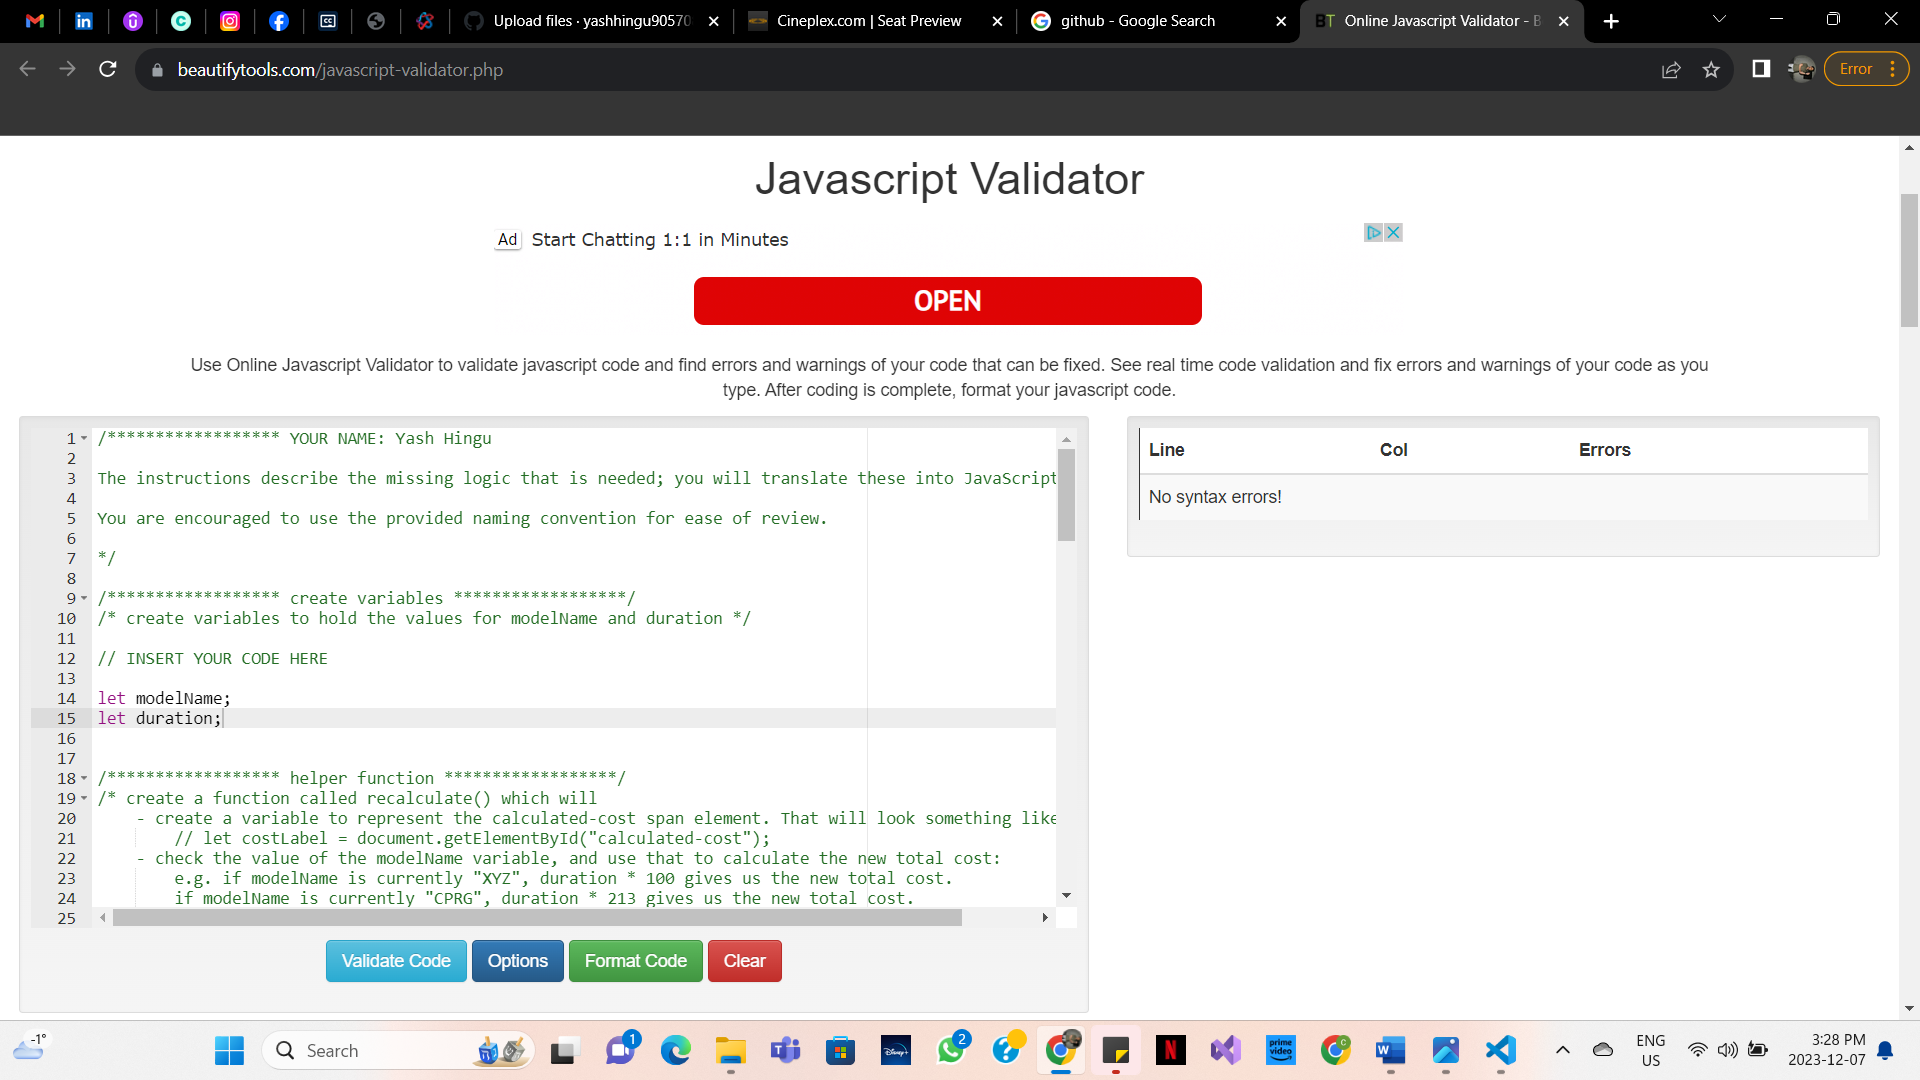 Upload files · yashhingu90570
Cineplex.com | Seat Preview
github - Google Search
BT Online Javascript Validator - B
beautifytools.com/javascript-validator.php
Error
Javascript Validator
Ad Start Chatting 1:1 in Minutes
OPEN
Use Online Javascript Validator to validate javascript code and find errors and warnings of your code that can be fixed. See real time code validation and fix errors and warnings of your code as you
type. After coding is complete, format your javascript code.
1 /****************** YOUR NAME: Yash Hingu
2
3 The instructions describe the missing logic that is needed; you will translate these into JavaScript
4
5 You are encouraged to use the provided naming convention for ease of review.
6
7 */
8
9 /****************** create variables ******************/
10 /* create variables to hold the values for modelName and duration */
11
12 // INSERT YOUR CODE HERE
13
14 let modelName;
15 let duration;
16
17
18 /****************** helper function ******************/
19 /* create a function called recalculate() which will
20 - create a variable to represent the calculated-cost span element. That will look something like
21 // let costLabel = document.getElementById("calculated-cost");
22 - check the value of the modelName variable, and use that to calculate the new total cost:
23 e.g. if modelName is currently "XYZ", duration * 100 gives us the new total cost.
24 if modelName is currently "CPRG", duration * 213 gives us the new total cost.
25
Line Col Errors
No syntax errors!
Validate Code
Options
Format Code
Clear
-1°
Search
1
Disney+
2
prime video
ENG
US
3:28 PM
2023-12-07